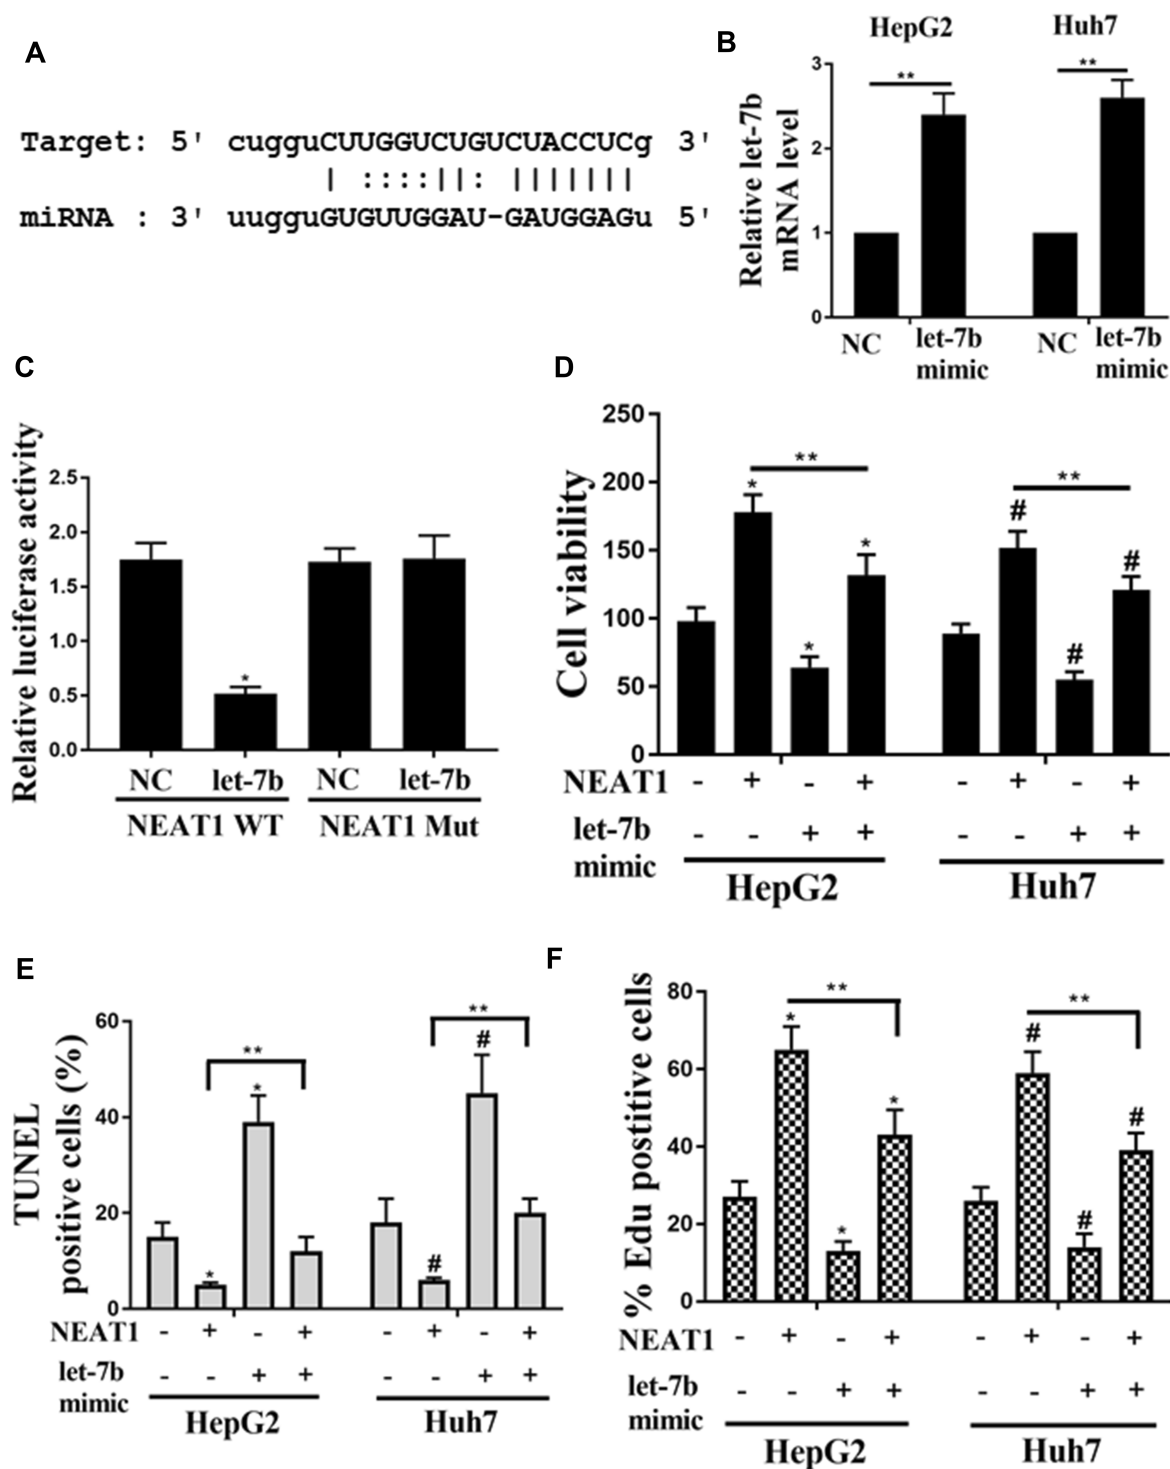 A
Target: 5' cugguCUUGGUCUGUCUACCUCg 3'
| ::::||: |||||||
miRNA : 3' uugguGUGUUGGAU-GAUGGAGu 5'
B
HepG2 Huh7
Relative let-7b
mRNA level
3
2
1
0
** **
NC let-7b mimic NC let-7b mimic
C
Relative luciferase activity
2.5
2.0
1.5
1.0
0.5
0.0
*
NC let-7b NC let-7b
NEAT1 WT NEAT1 Mut
D
Cell viability
250
200
150
100
50
0
** **
* * * # # #
NEAT1 - + - + - + - +
let-7b mimic - - + + - - + +
HepG2 Huh7
E
TUNEL
positive cells (%)
60
40
20
0
** **
* * # #
NEAT1 - + - + - + - +
let-7b mimic - - + + - - + +
HepG2 Huh7
F
% Edu postitive cells
80
60
40
20
0
** **
* * * # # #
NEAT1 - + - + - + - +
let-7b mimic - - + + - - + +
HepG2 Huh7